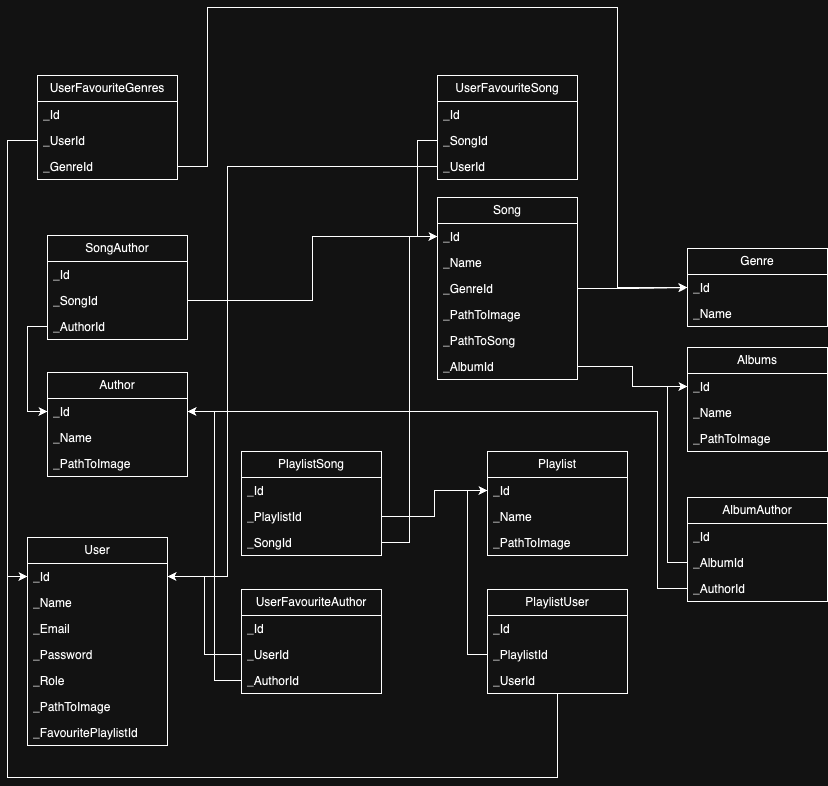 UserFavouriteGenres
_Id
_UserId
_GenreId
UserFavouriteSong
_Id
_SongId
_UserId
Song
_Id
_Name
_GenreId
_PathToImage
_PathToSong
_AlbumId
SongAuthor
_Id
_SongId
_AuthorId
Genre
_Id
_Name
Albums
_Id
_Name
_PathToImage
Author
_Id
_Name
_PathToImage
PlaylistSong
_Id
_PlaylistId
_SongId
Playlist
_Id
_Name
_PathToImage
AlbumAuthor
_Id
_AlbumId
_AuthorId
User
_Id
_Name
_Email
_Password
_Role
_PathToImage
_FavouritePlaylistId
UserFavouriteAuthor
_Id
_UserId
_AuthorId
PlaylistUser
_Id
_PlaylistId
_UserId